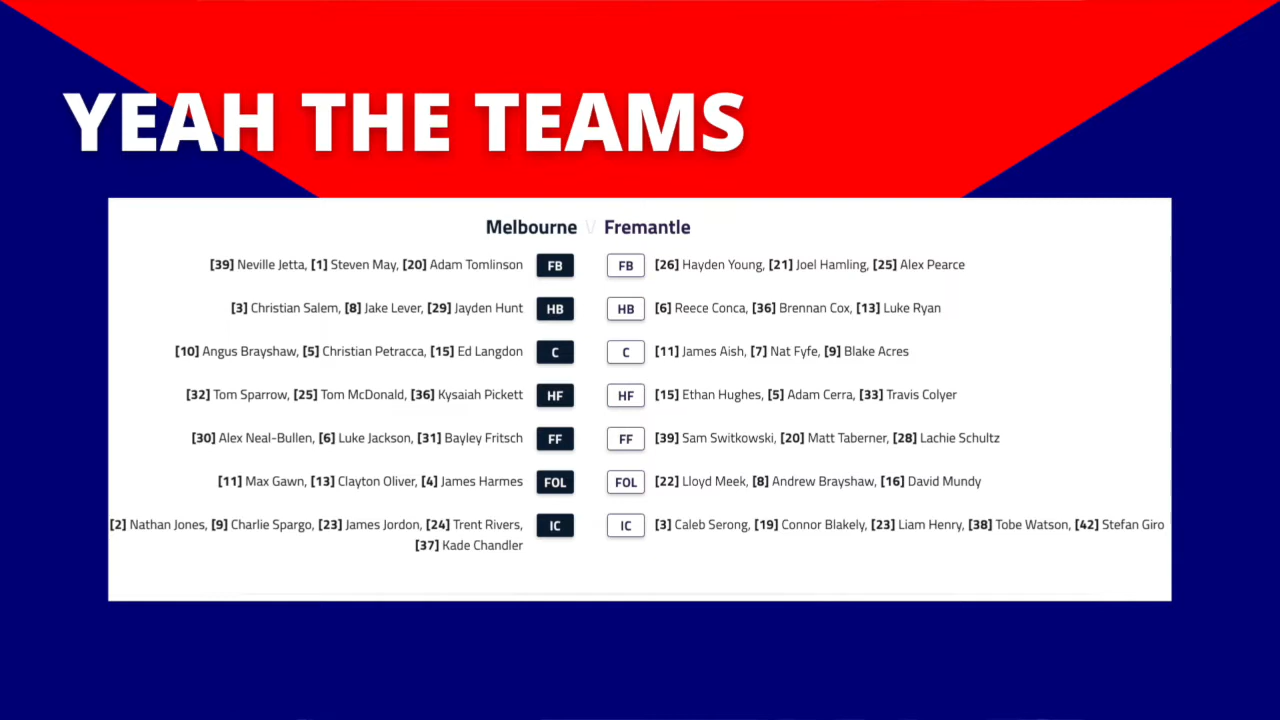 YEAH THE TEAMS
Melbourne V Fremantle
[39] Neville Jetta, [1] Steven May, [20] Adam Tomlinson FB FB [26] Hayden Young, [21] Joel Hamling, [25] Alex Pearce
[3] Christian Salem, [8] Jake Lever, [29] Jayden Hunt HB HB [6] Reece Conca, [36] Brennan Cox, [13] Luke Ryan
[10] Angus Brayshaw, [5] Christian Petracca, [15] Ed Langdon C C [11] James Aish, [7] Nat Fyfe, [9] Blake Acres
[32] Tom Sparrow, [25] Tom McDonald, [36] Kysaiah Pickett HF HF [15] Ethan Hughes, [5] Adam Cerra, [33] Travis Colyer
[30] Alex Neal-Bullen, [6] Luke Jackson, [31] Bayley Fritsch FF FF [39] Sam Switkowski, [20] Matt Taberner, [28] Lachie Schultz
[11] Max Gawn, [13] Clayton Oliver, [4] James Harmes FOL FOL [22] Lloyd Meek, [8] Andrew Brayshaw, [16] David Mundy
[2] Nathan Jones, [9] Charlie Spargo, [23] James Jordon, [24] Trent Rivers, IC IC [3] Caleb Serong, [19] Connor Blakely, [23] Liam Henry, [38] Tobe Watson, [42] Stefan Giro
[37] Kade Chandler